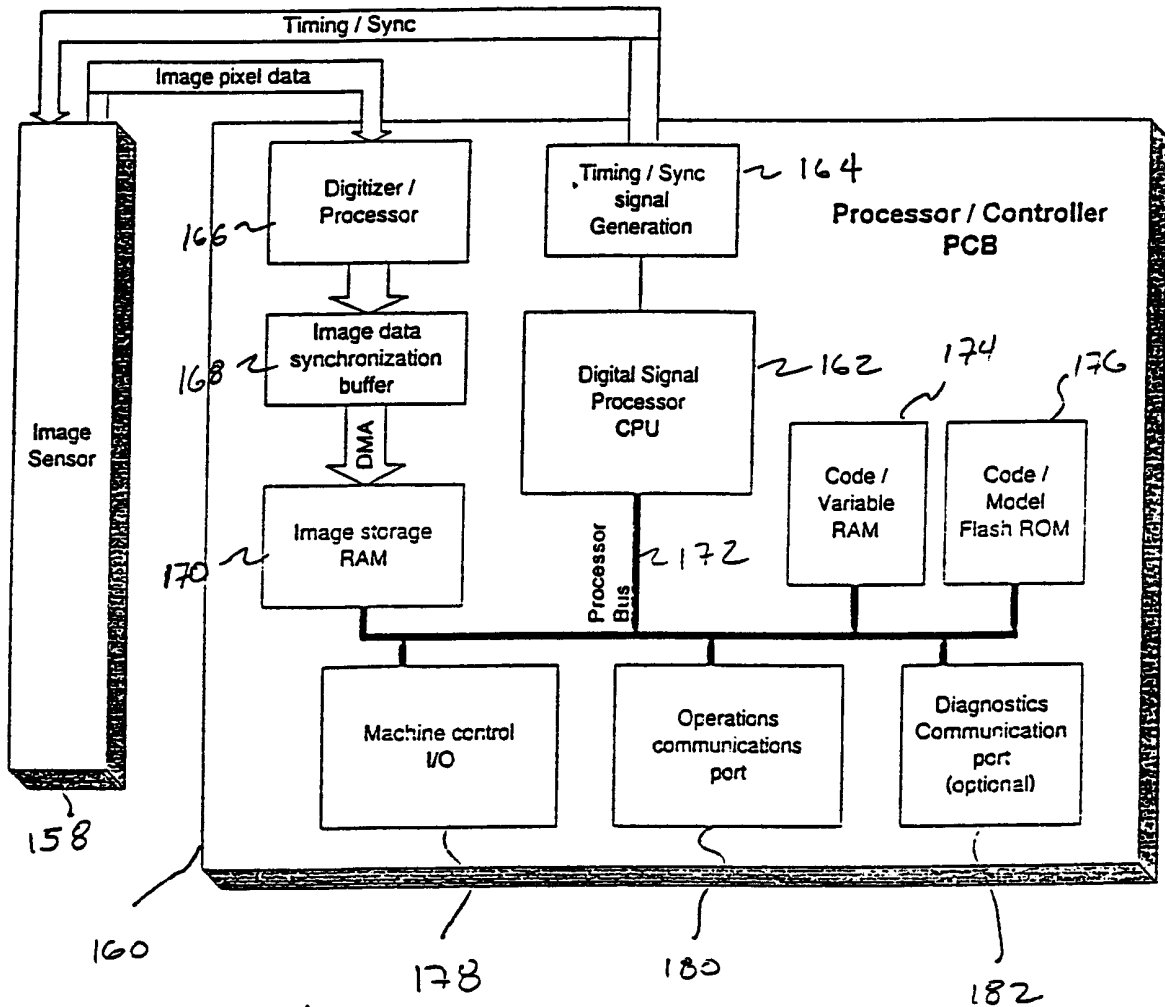 Timing / Sync
Image pixel data
Digitizer /
Processor
166
Timing / Sync
signal
Generation
164
Processor / Controller
PCB
Image data
synchronization
buffer
168
Digital Signal
Processor
CPU
162
174
176
Image
Sensor
DMA
Code /
Variable
RAM
Code /
Model
Flash ROM
Image storage
RAM
170
Processor
Bus
172
Machine control
I/O
Operations
communications
port
Diagnostics
Communication
port
(optional)
158
160
178
180
182